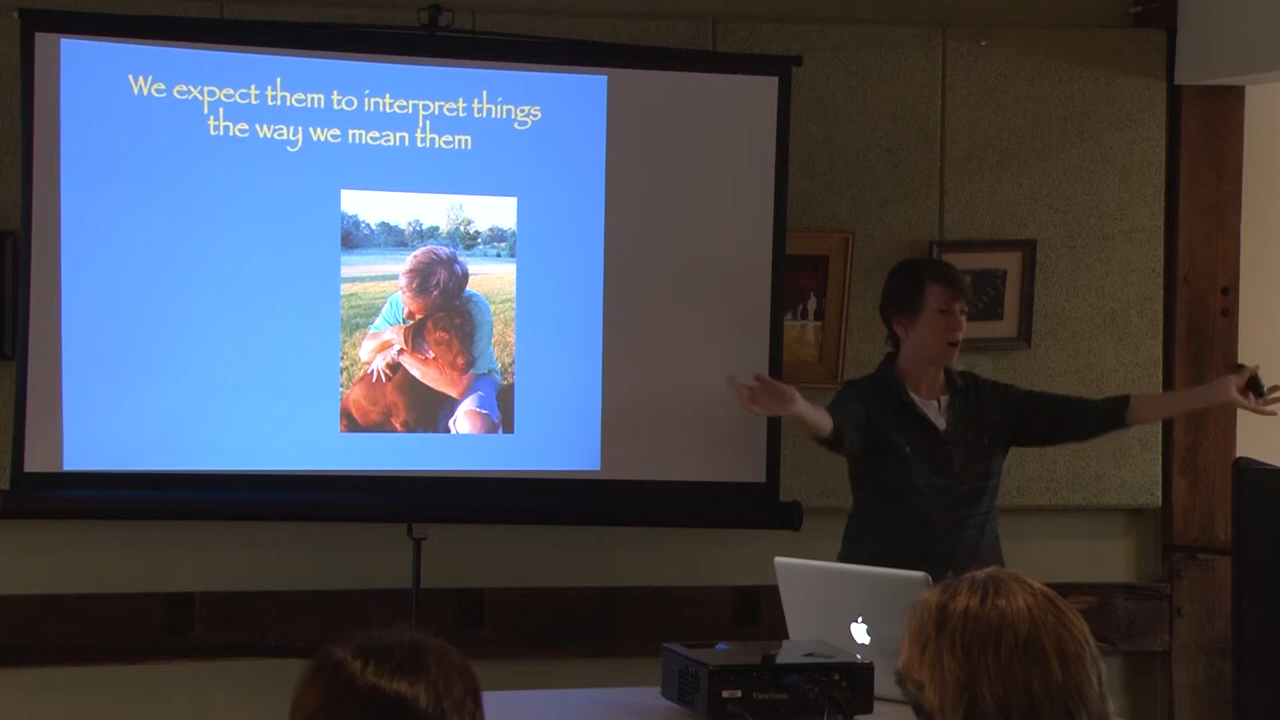 We expect them to interpret things
the way we mean them
ViewSonic